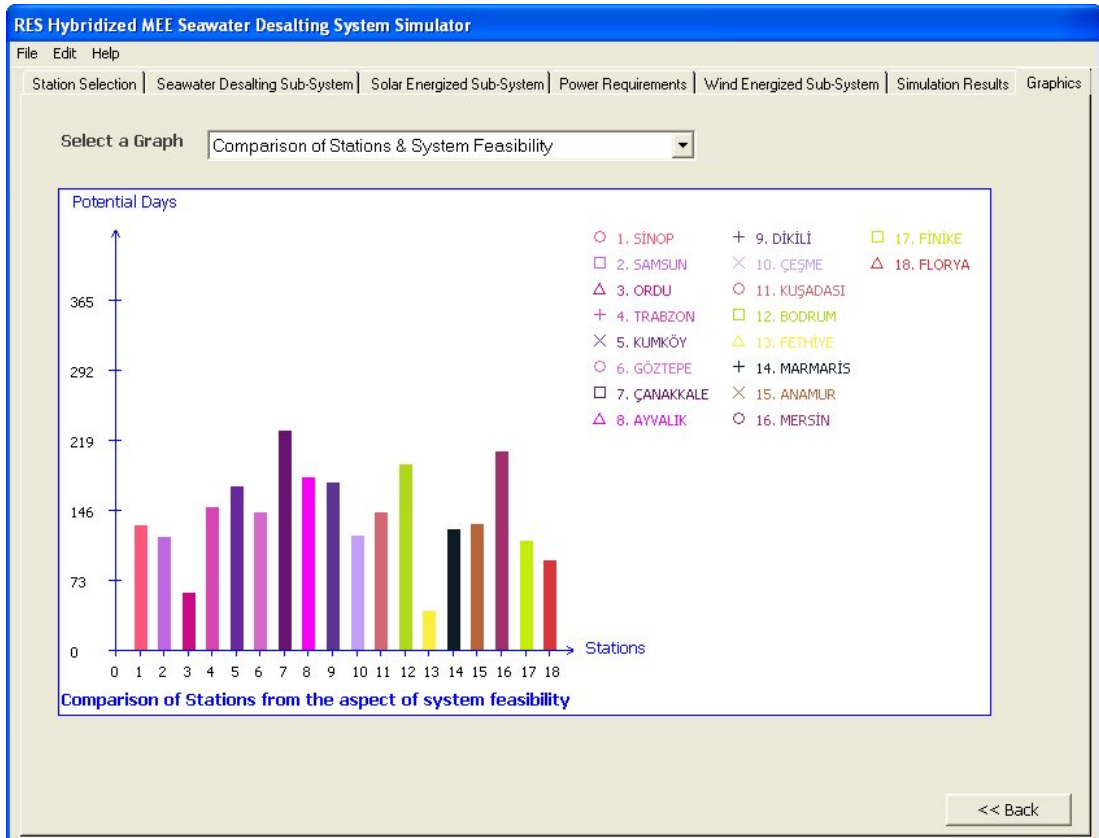 RES Hybridized MEE Seawater Desalting System Simulator
File Edit Help
Station Selection Seawater Desalting Sub-System Solar Energized Sub-System Power Requirements Wind Energized Sub-System Simulation Results Graphics
Select a Graph Comparison of Stations & System Feasibility
Potential Days
1. SİNOP 9. DİKİLİ 17. FİNİKE
2. SAMSUN 10. ÇEŞME 18. FLORYA
3. ORDU 11. KUŞADASI
365
4. TRABZON 12. BODRUM
5. KUMKÖY 13. FETHİYE
6. GÖZTEPE 14. MARMARİS
292
7. ÇANAKKALE 15. ANAMUR
8. AYVALIK 16. MERSİN
219
146
73
0 Stations
0 1 2 3 4 5 6 7 8 9 10 11 12 13 14 15 16 17 18
Comparison of Stations from the aspect of system feasibility
<< Back